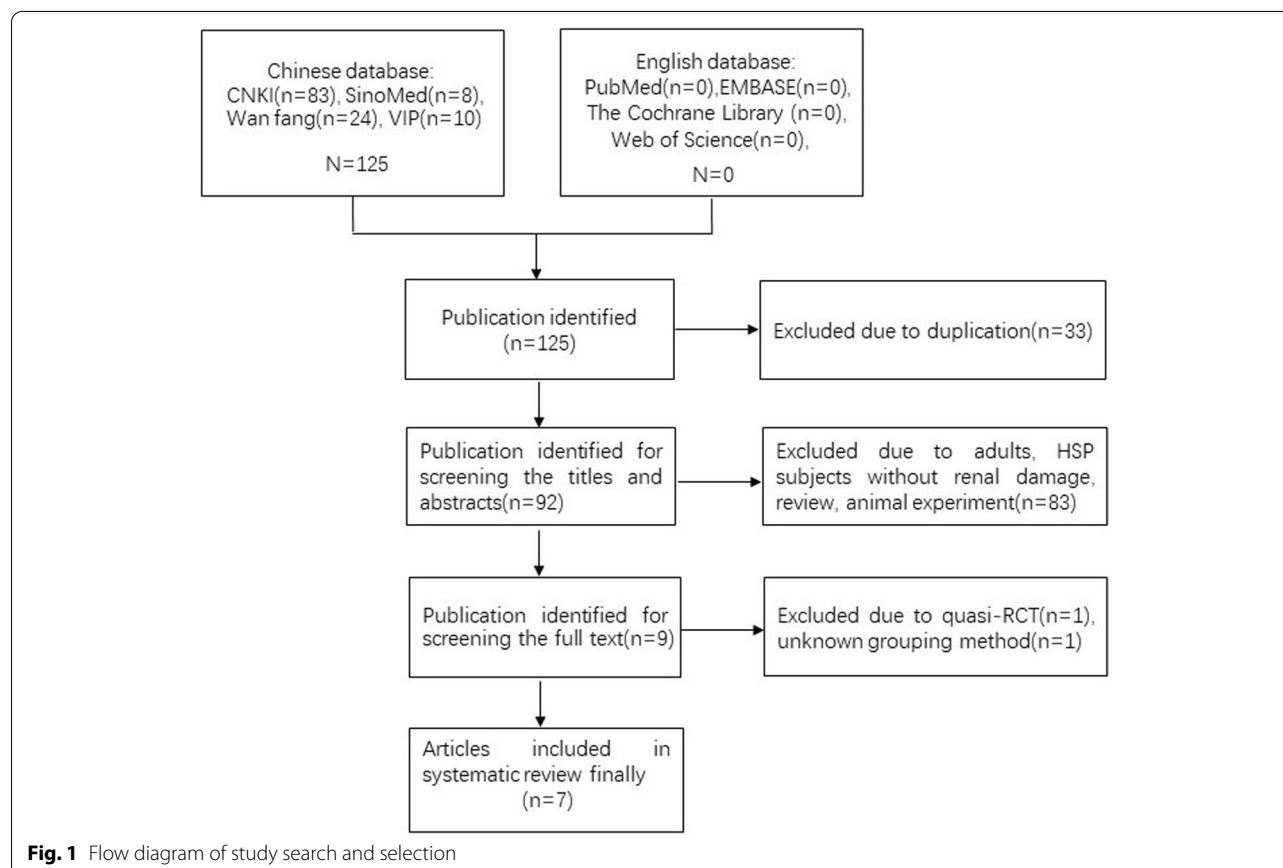 Chinese database:
CNKI(n=83), SinoMed(n=8),
Wan fang(n=24), VIP(n=10)
N=125
English database:
PubMed(n=0),EMBASE(n=0),
The Cochrane Library (n=0),
Web of Science(n=0),
N=0
Publication identified
(n=125)
Excluded due to duplication(n=33)
Publication identified for
screening the titles and
abstracts(n=92)
Excluded due to adults, HSP
subjects without renal damage,
review, animal experiment(n=83)
Publication identified for
screening the full text(n=9)
Excluded due to quasi-RCT(n=1),
unknown grouping method(n=1)
Articles included in
systematic review finally
(n=7)
Fig. 1 Flow diagram of study search and selection